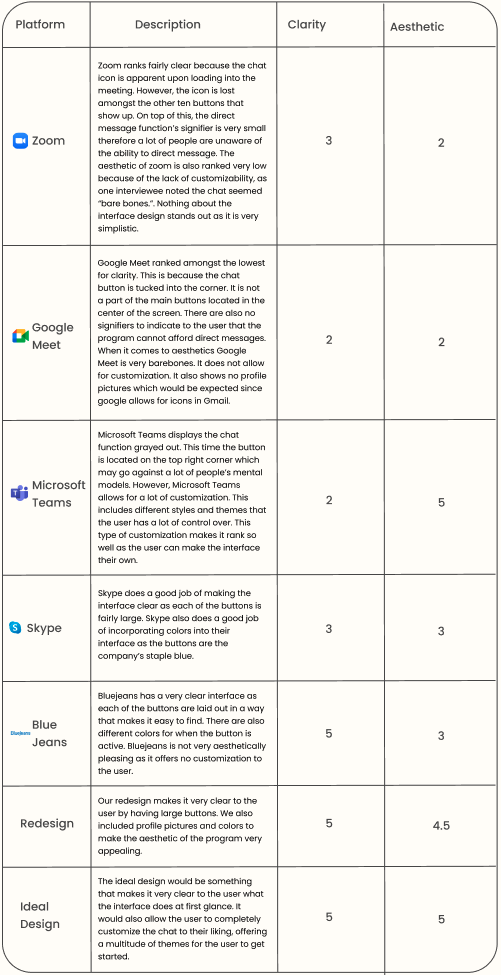 Platform Description Clarity Aesthetic
Zoom ranks fairly clear because the chat
icon is apparent upon loading into the
meeting. However, the icon is lost
amongst the other ten buttons that
show up. On top of this, the direct
message function's signifier is very small
therefore a lot of people are unaware of
the ability to direct message. The
aesthetic of zoom is also ranked very low
because of the lack of customizability, as
one interviewee noted the chat seemed
"bare bones.". Nothing about the
interface design stands out as it is very
simplistic.
Zoom 3 2
Google Meet ranked amongst the lowest
for clarity. This is because the chat
button is tucked into the corner. It is not
a part of the main buttons located in the
center of the screen. There are also no
signifiers to indicate to the user that the
program cannot afford direct messages.
When it comes to aesthetics Google
Meet is very barebones. It does not allow
for customization. It also shows no profile
pictures which would be expected since
google allows for icons in Gmail.
Google
Meet
2 2
Microsoft Teams displays the chat
function grayed out. This time the button
is located on the top right corner which
may go against a lot of people's mental
models. However, Microsoft Teams
allows for a lot of customization. This
includes different styles and themes that
the user has a lot of control over. This
type of customization makes it rank so
well as the user can make the interface
their own.
Microsoft
Teams
2 5
Skype does a good job of making the
interface clear as each of the buttons is
fairly large. Skype also does a good job
of incorporating colors into their
interface as the buttons are the
company's staple blue.
Skype 3 3
Bluejeans has a very clear interface as
each of the buttons are laid out in a way
that makes it easy to find. There are also
different colors for when the button is
active. Bluejeans is not very aesthetically
pleasing as it offers no customization to
the user.
BlueJeans
Blue
Jeans
5 3
Our redesign makes it very clear to the
user by having large buttons. We also
included profile pictures and colors to
make the aesthetic of the program very
appealing.
Redesign 5 4.5
The ideal design would be something
that makes it very clear to the user what
the interface does at first glance. It
would also allow the user to completely
customize the chat to their liking, offering
a multitude of themes for the user to get
started.
Ideal
Design
5 5